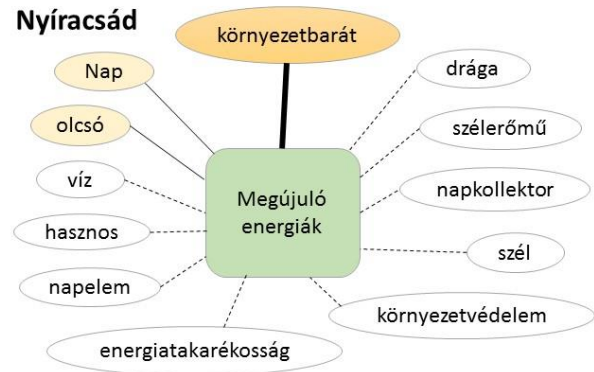 Nyíracsád
környezetbarát
Nap
drága
olcsó
szélerőmű
víz
Megújuló
energiák
napkollektor
hasznos
szél
napelem
környezetvédelem
energiatakarékosság